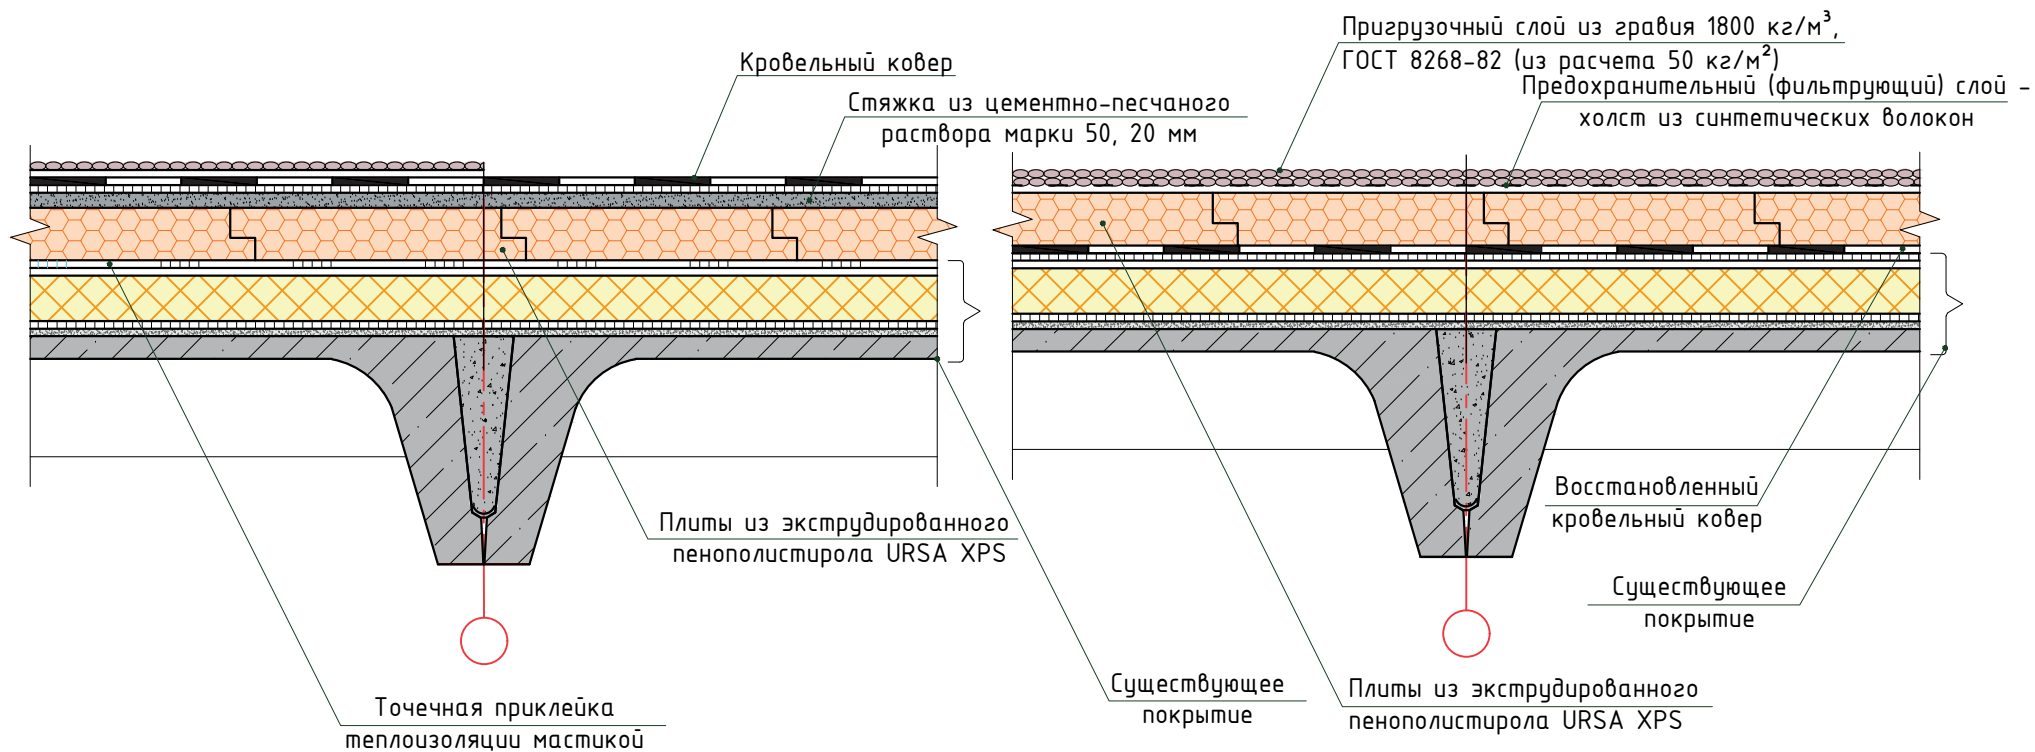 Кровельный ковер
Стяжка из цементно-песчаного
раствора марки 50, 20 мм
Плиты из экструдированного
пенополистирола URSA XPS
Существующее
покрытие
Точечная приклейка
теплоизоляции мастикой
Пригрузочный слой из гравия 1800 кг/м³,
ГОСТ 8268-82 (из расчета 50 кг/м²)
Предохранительный (фильтрующий) слой -
холст из синтетических волокон
Восстановленный
кровельный ковер
Существующее
покрытие
Плиты из экструдированного
пенополистирола URSA XPS